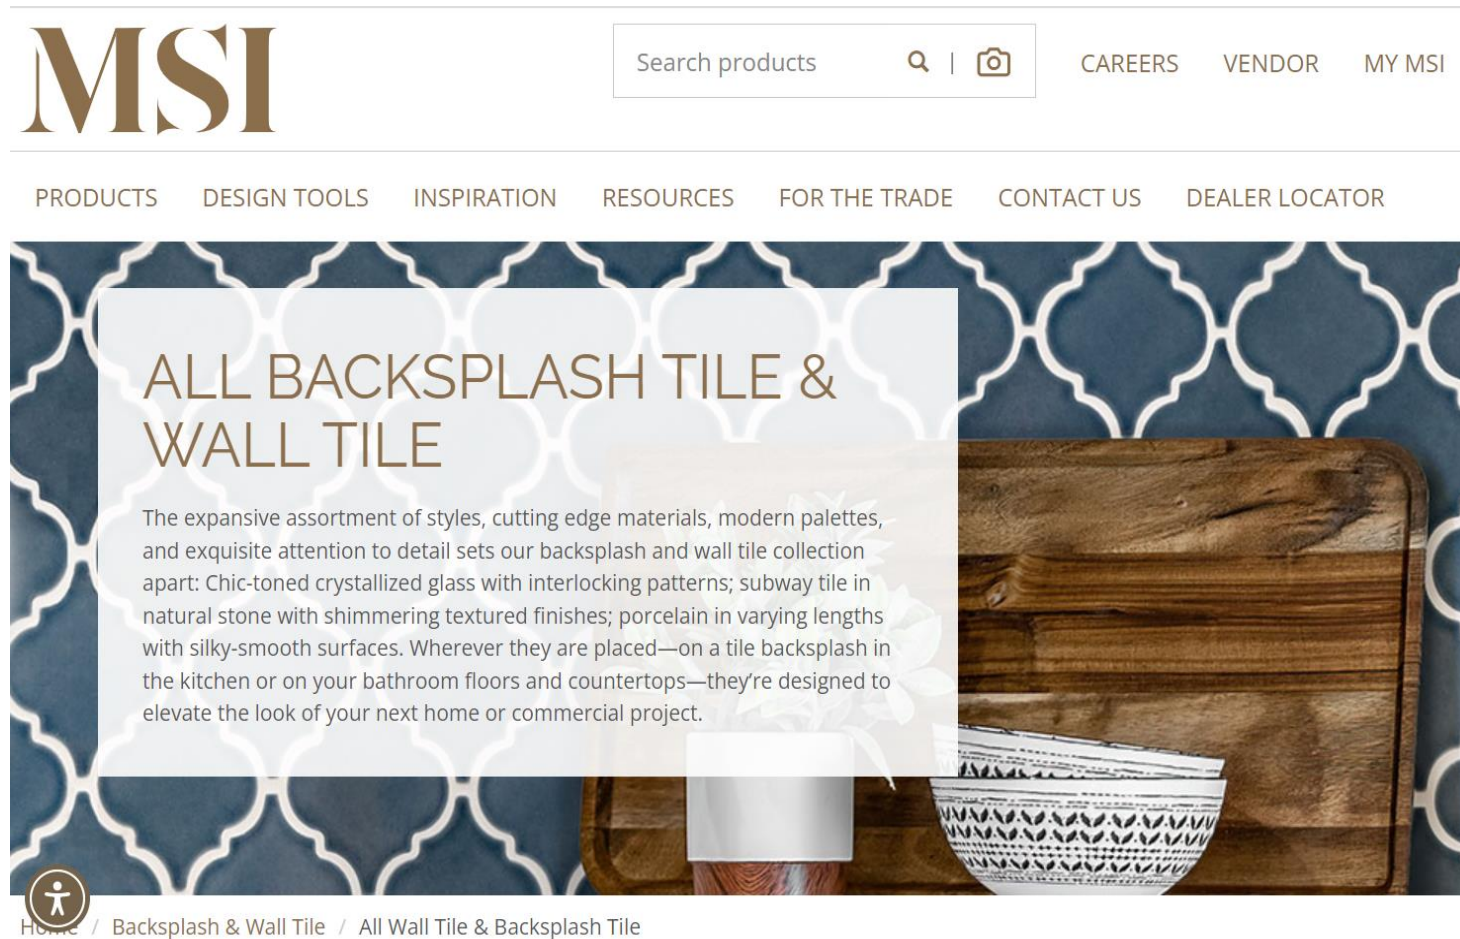 MSI
Search products
CAREERS
VENDOR
MY MSI
PRODUCTS
DESIGN TOOLS
INSPIRATION
RESOURCES
FOR THE TRADE
CONTACT US
DEALER LOCATOR
ALL BACKSPLASH TILE &
WALL TILE
The expansive assortment of styles, cutting edge materials, modern palettes,
and exquisite attention to detail sets our backsplash and wall tile collection
apart: Chic-toned crystallized glass with interlocking patterns; subway tile in
natural stone with shimmering textured finishes; porcelain in varying lengths
with silky-smooth surfaces. Wherever they are placed—on a tile backsplash in
the kitchen or on your bathroom floors and countertops—they’re designed to
elevate the look of your next home or commercial project.
Home / Backsplash & Wall Tile / All Wall Tile & Backsplash Tile